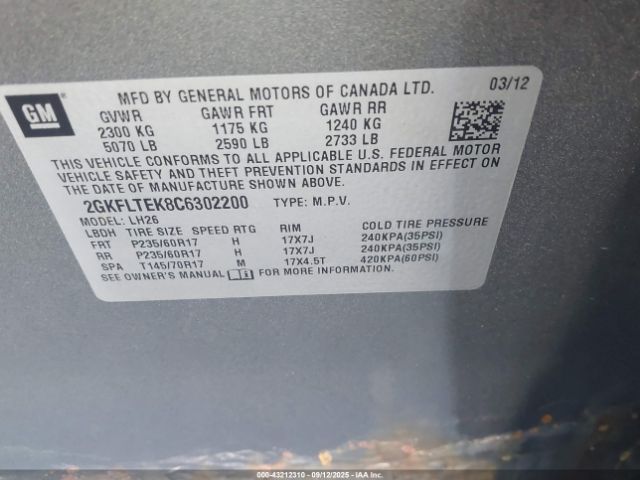 GM
MFD BY GENERAL MOTORS OF CANADA LTD. 03/12
GVWR GAWR FRT GAWR RR
2300 KG 1175 KG 1240 KG
5070 LB 2590 LB 2733 LB
THIS VEHICLE CONFORMS TO ALL APPLICABLE U.S. FEDERAL MOTOR
VEHICLE SAFETY AND THEFT PREVENTION STANDARDS IN EFFECT ON
THE DATE OF MANUFACTURE SHOWN ABOVE.
2GKFLTEK8C6302200 TYPE: M.P.V.
MODEL: LH26
LBDH TIRE SIZE SPEED RTG RIM COLD TIRE PRESSURE
FRT P235/60R17 H 17X7J 240KPA(35PSI)
RR P235/60R17 H 17X7J 240KPA(35PSI)
SPA T145/70R17 M 17X4.5T 420KPA(60PSI)
SEE OWNER'S MANUAL FOR MORE INFORMATION.
000-43212310 - 09/12/2025 - IAAI.com